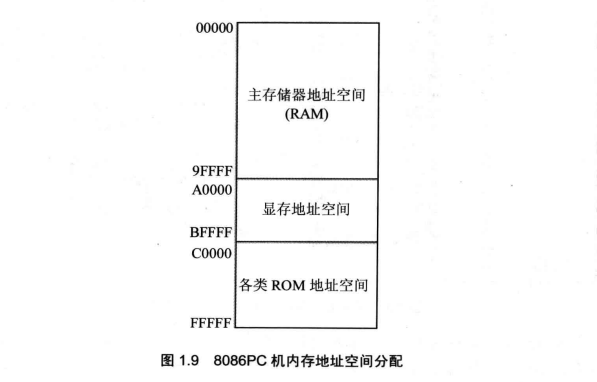 00000
主存储器地址空间
(RAM)
9FFFF
A0000
显存地址空间
BFFFF
C0000
各类 ROM 地址空间
FFFFF
图 1.9 8086PC 机内存地址空间分配